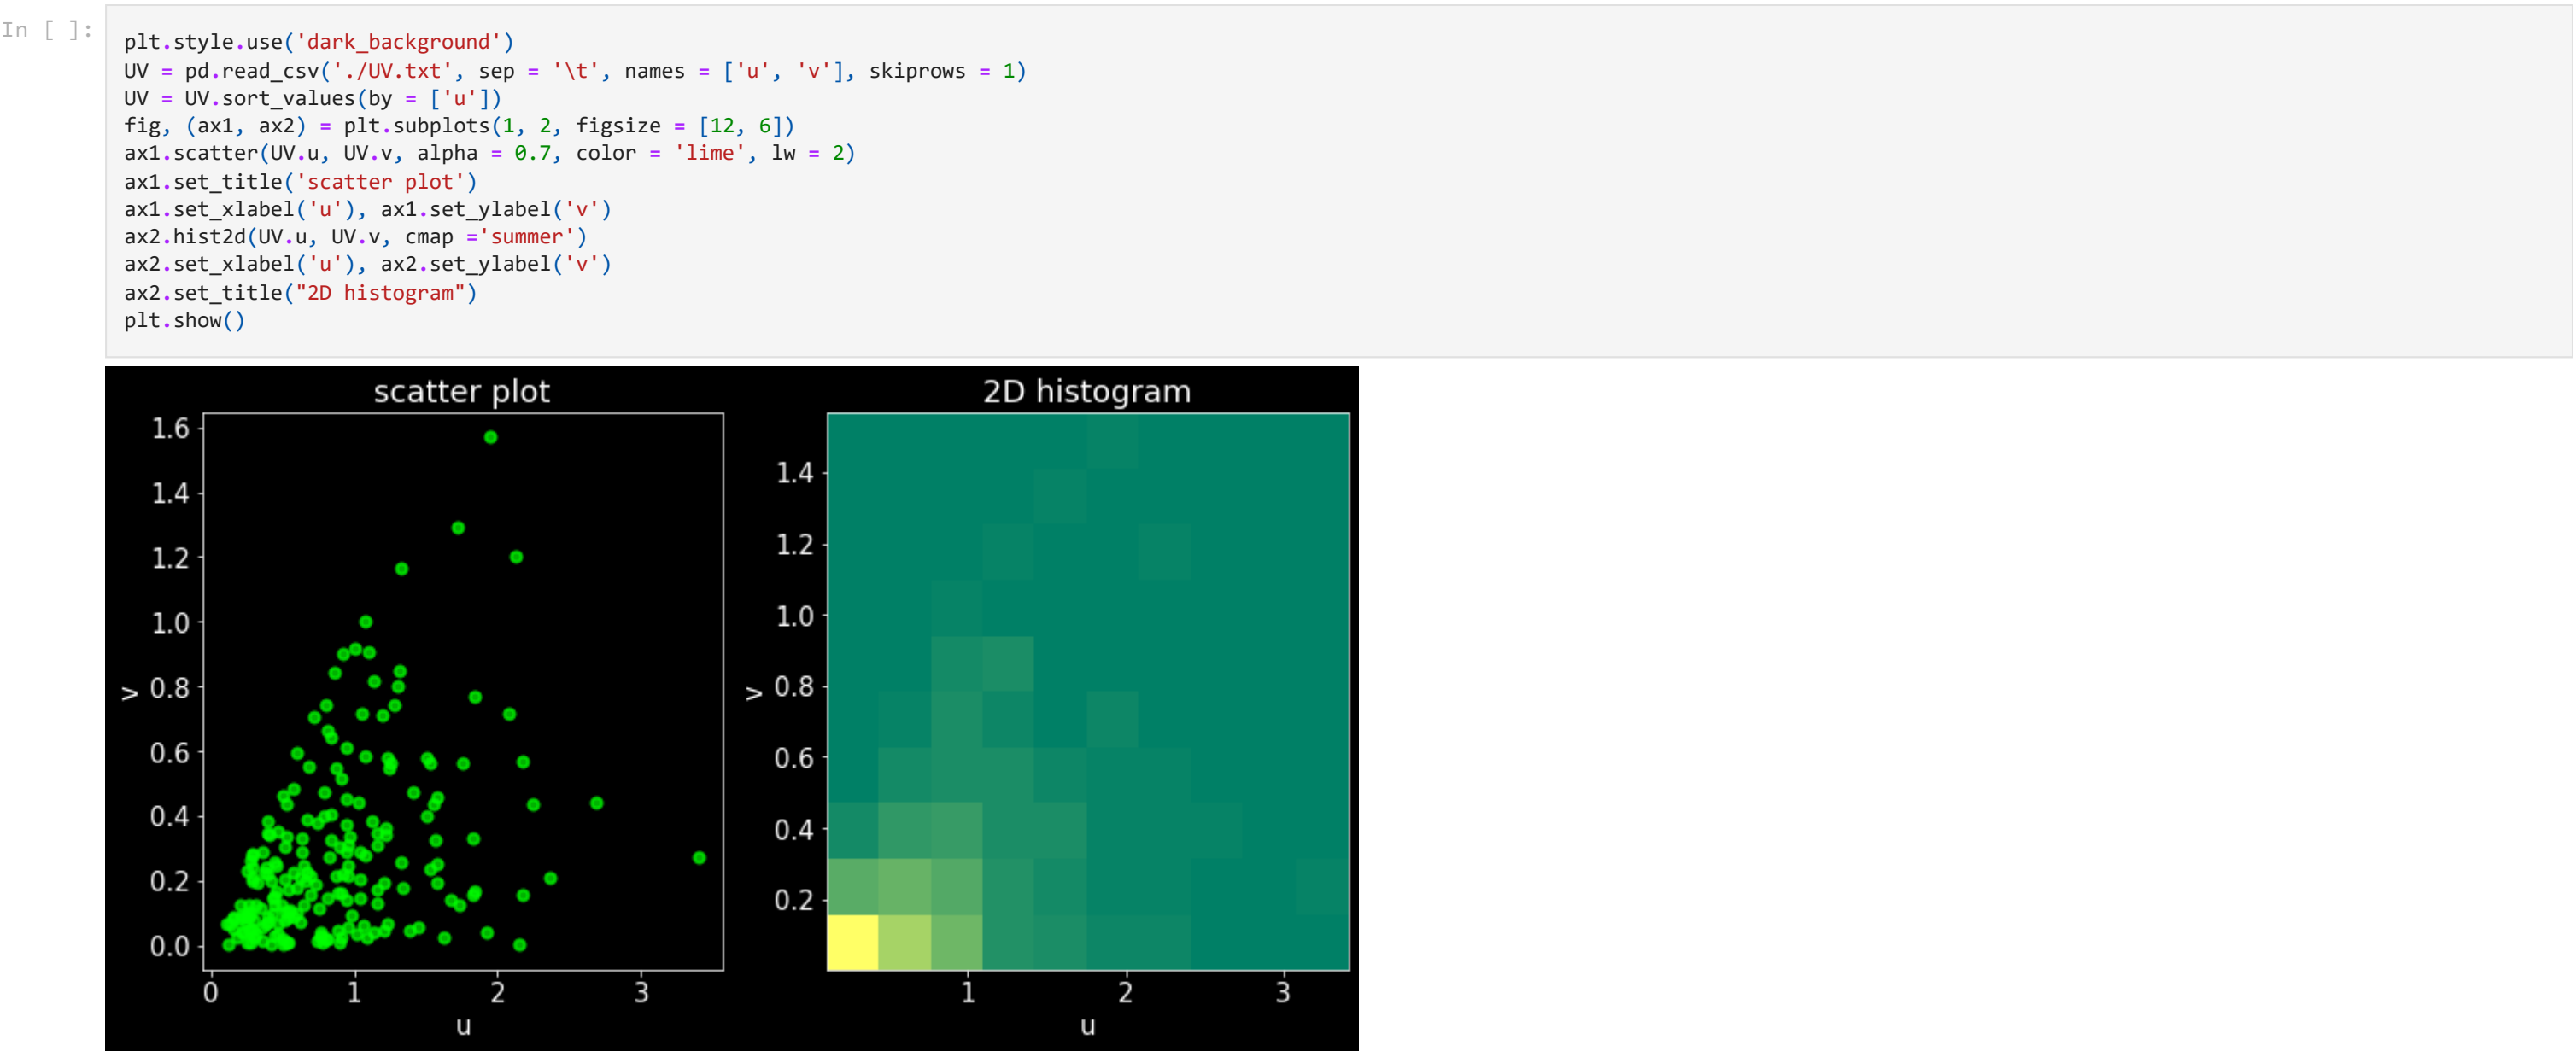 In [ ]:
plt.style.use('dark_background')
UV = pd.read_csv('./UV.txt', sep = '\t', names = ['u', 'v'], skiprows = 1)
UV = UV.sort_values(by = ['u'])
fig, (ax1, ax2) = plt.subplots(1, 2, figsize = [12, 6])
ax1.scatter(UV.u, UV.v, alpha = 0.7, color = 'lime', lw = 2)
ax1.set_title('scatter plot')
ax1.set_xlabel('u'), ax1.set_ylabel('v')
ax2.hist2d(UV.u, UV.v, cmap ='summer')
ax2.set_xlabel('u'), ax2.set_ylabel('v')
ax2.set_title("2D histogram")
plt.show()
scatter plot
1.6
1.4
1.2
1.0
0.8
0.6
0.4
0.2
0.0
v
0 1 2 3
u
2D histogram
1.4
1.2
1.0
0.8
0.6
0.4
0.2
v
1 2 3
u